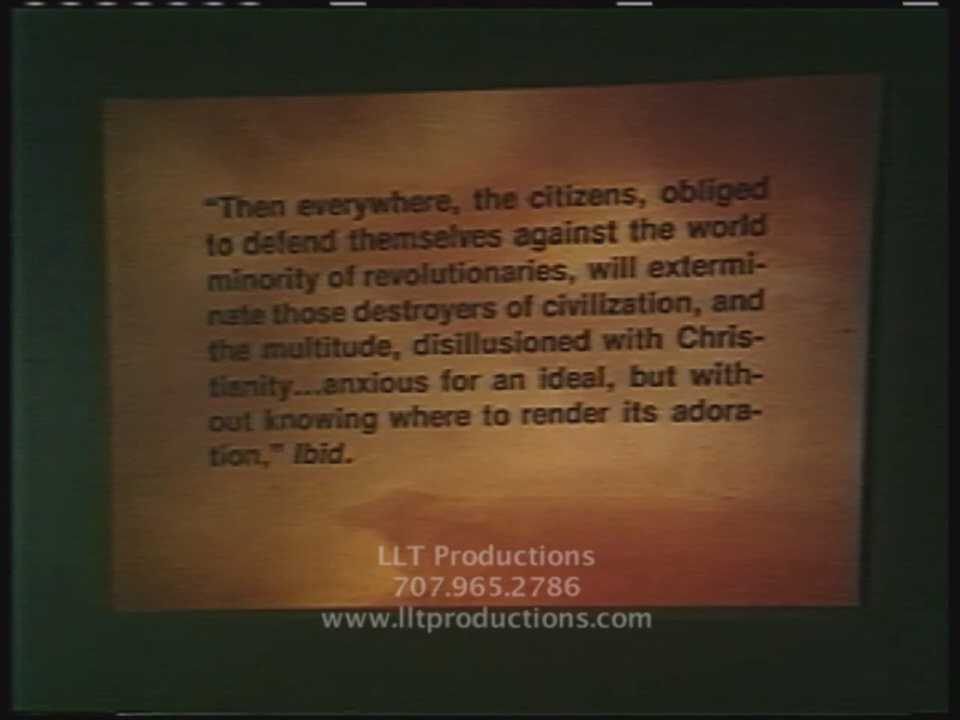 “Then everywhere, the citizens, obliged
to defend themselves against the world
minority of revolutionaries, will extermi-
nate those destroyers of civilization, and
the multitude, disillusioned with Chris-
tianity...anxious for an ideal, but with-
out knowing where to render its adora-
tion,” Ibid.
LLT Productions
707.965.2786
www.lltproductions.com